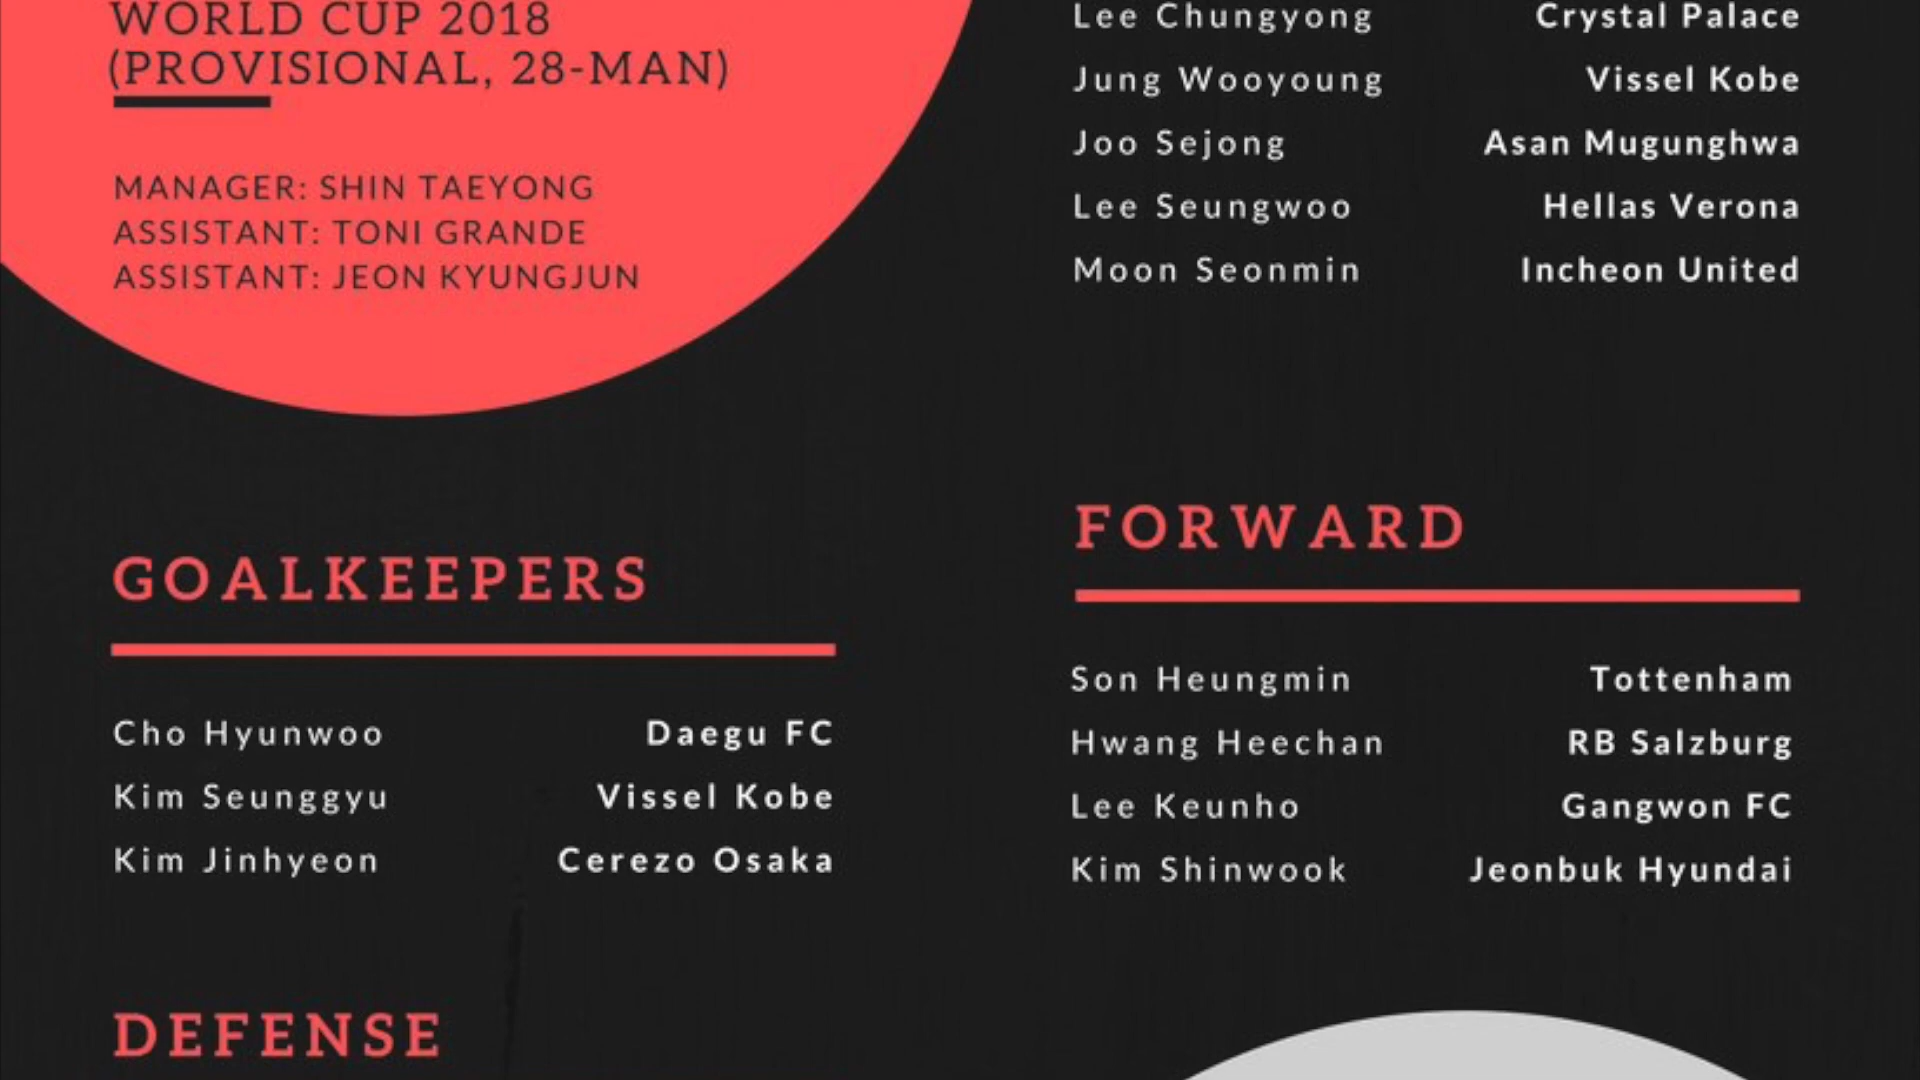 WORLD CUP 2018
(PROVISIONAL, 28-MAN)
MANAGER: SHIN TAEYONG
ASSISTANT: TONI GRANDE
ASSISTANT: JEON KYUNGJUN
GOALKEEPERS
Cho Hyunwoo Daegu FC
Kim Seunggyu Vissel Kobe
Kim Jinhyeon Cerezo Osaka
DEFENSE
Lee Chungyong Crystal Palace
Jung Wooyoung Vissel Kobe
Joo Sejong Asan Mugunghwa
Lee Seungwoo Hellas Verona
Moon Seonmin Incheon United
FORWARD
Son Heungmin Tottenham
Hwang Heechan RB Salzburg
Lee Keunho Gangwon FC
Kim Shinwook Jeonbuk Hyundai